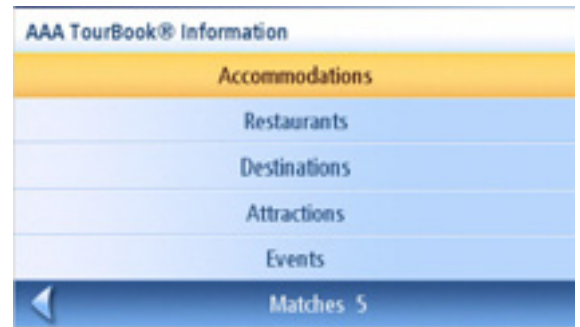 AAA TourBook® Information
Accommodations
Restaurants
Destinations
Attractions
Events
Matches 5